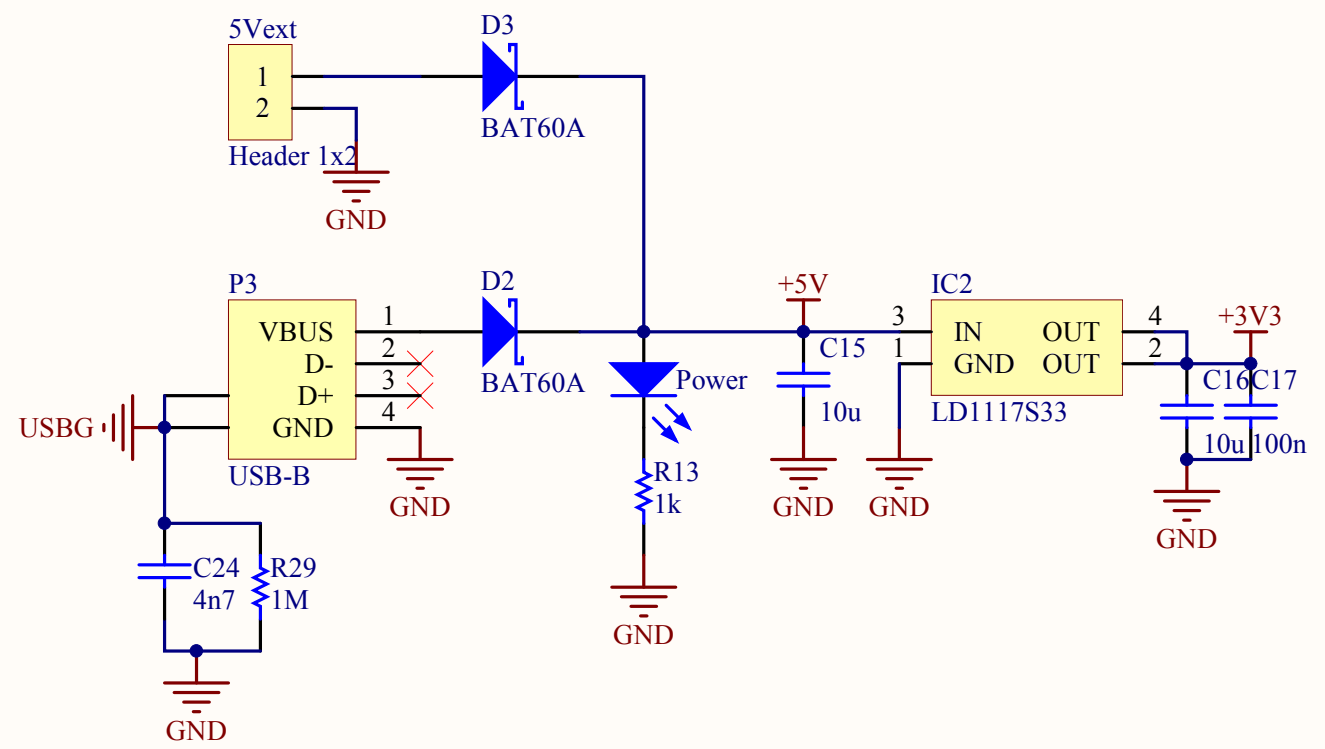 5Vext
1
2
Header 1x2
GND
D3
BAT60A
P3
VBUS
D-
D+
GND
1
2
3
4
USB-B
USBG
GND
C24
4n7
R29
1M
GND
D2
BAT60A
Power
R13
1k
GND
+5V
C15
10u
GND
IC2
3
1
IN
GND
OUT
OUT
4
2
LD1117S33
GND
+3V3
C16
C17
10u
100n
GND